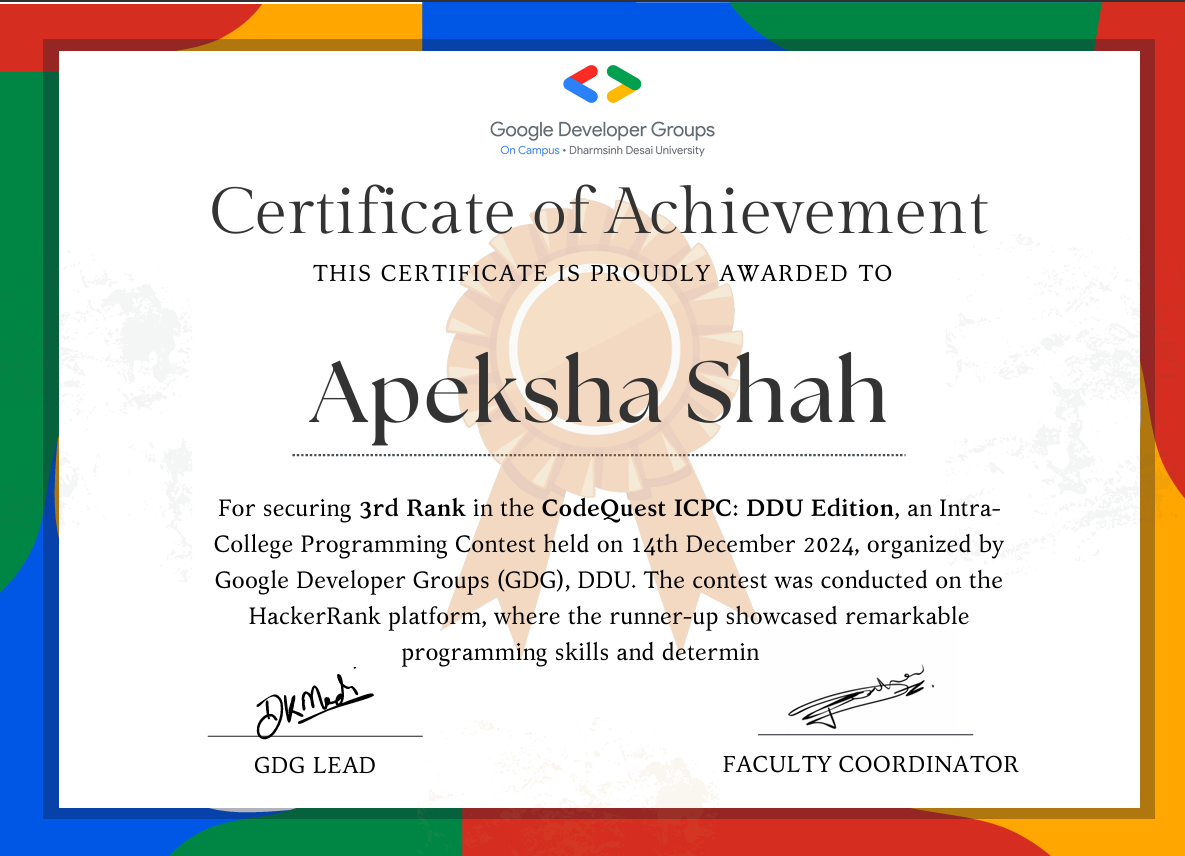 Google Developer Groups
On Campus • Dharmsinh Desai University
Certificate of Achievement
THIS CERTIFICATE IS PROUDLY AWARDED TO
Apeksha Shah
For securing 3rd Rank in the CodeQuest ICPC: DDU Edition, an Intra-
College Programming Contest held on 14th December 2024, organized by
Google Developer Groups (GDG), DDU. The contest was conducted on the
HackerRank platform, where the runner-up showcased remarkable
programming skills and determin
DKModi
GDG LEAD
FACULTY COORDINATOR